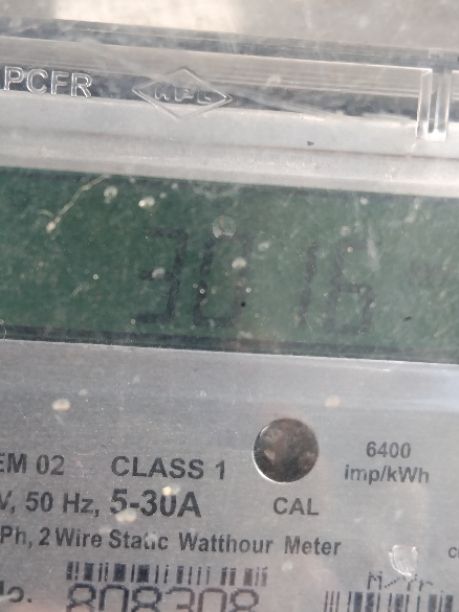 PCFR
HPL
3016
EM 02 CLASS 1
6400
imp/kWh
V, 50 Hz, 5-30A
CAL
Ph, 2 Wire Static Watthour Meter
808308